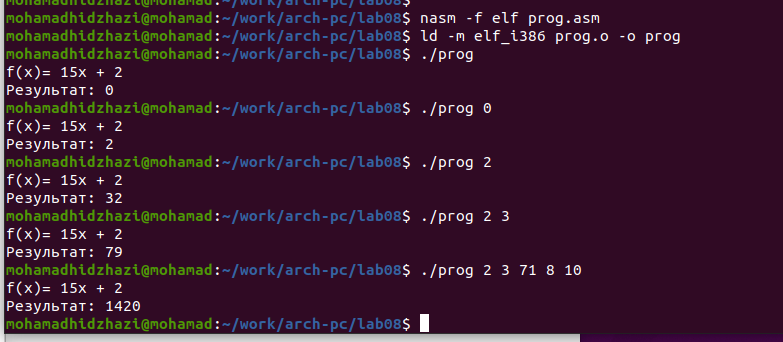 mohamadhidzhazi@mohamad:~/work/arch-pc/lab08$
mohamadhidzhazi@mohamad:~/work/arch-pc/lab08$ nasm -f elf prog.asm
mohamadhidzhazi@mohamad:~/work/arch-pc/lab08$ ld -m elf_i386 prog.o -o prog
mohamadhidzhazi@mohamad:~/work/arch-pc/lab08$ ./prog
f(x)= 15x + 2
Результат: 0
mohamadhidzhazi@mohamad:~/work/arch-pc/lab08$ ./prog 0
f(x)= 15x + 2
Результат: 2
mohamadhidzhazi@mohamad:~/work/arch-pc/lab08$ ./prog 2
f(x)= 15x + 2
Результат: 32
mohamadhidzhazi@mohamad:~/work/arch-pc/lab08$ ./prog 2 3
f(x)= 15x + 2
Результат: 79
mohamadhidzhazi@mohamad:~/work/arch-pc/lab08$ ./prog 2 3 71 8 10
f(x)= 15x + 2
Результат: 1420
mohamadhidzhazi@mohamad:~/work/arch-pc/lab08$